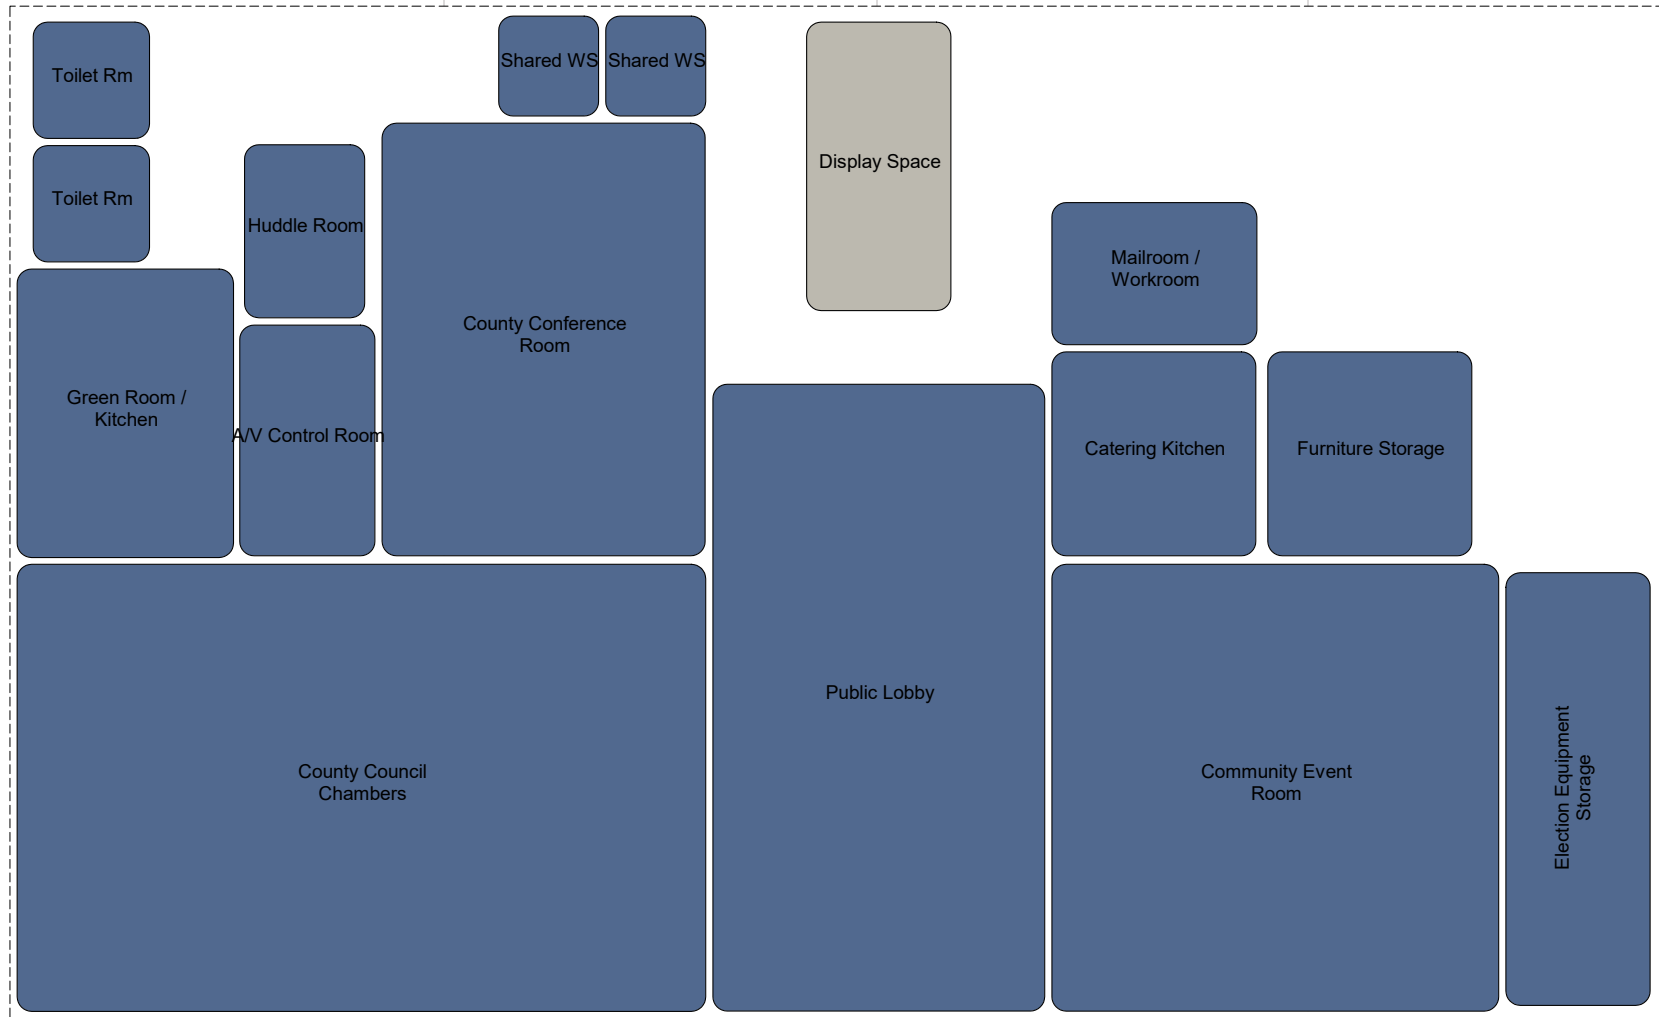 Toilet Rm
Shared WS
Shared WS
Display Space
Toilet Rm
Huddle Room
Mailroom /
Workroom
County Conference
Room
Green Room /
Kitchen
A/V Control Room
Catering Kitchen
Furniture Storage
Public Lobby
County Council
Chambers
Community Event
Room
Election Equipment
Storage